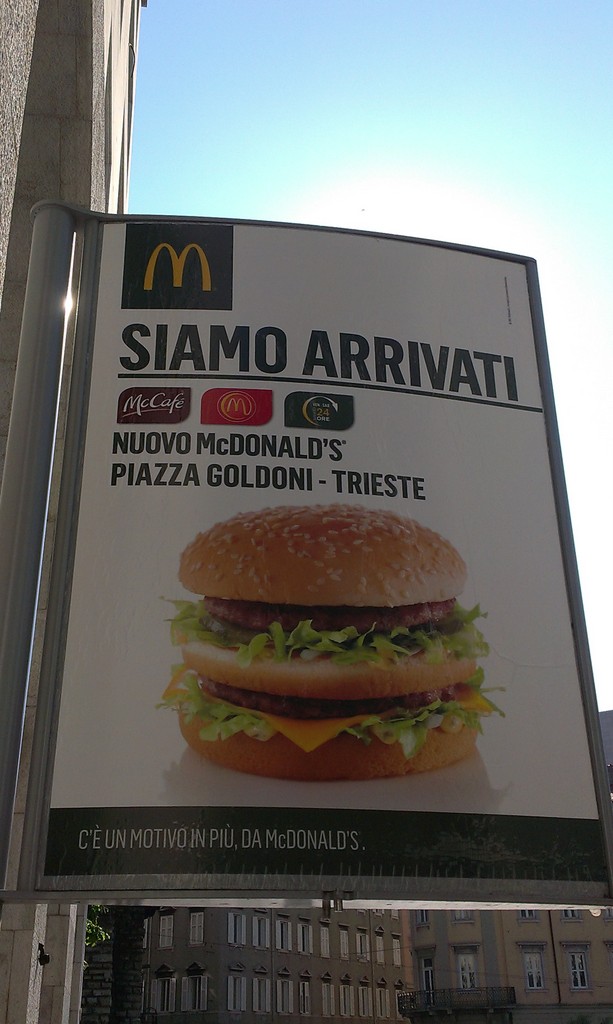 SIAMO ARRIVATI
McCafé
24
ORE
NUOVO McDONALD'S®
PIAZZA GOLDONI - TRIESTE
C'È UN MOTIVO IN PIÙ, DA McDONALD'S.